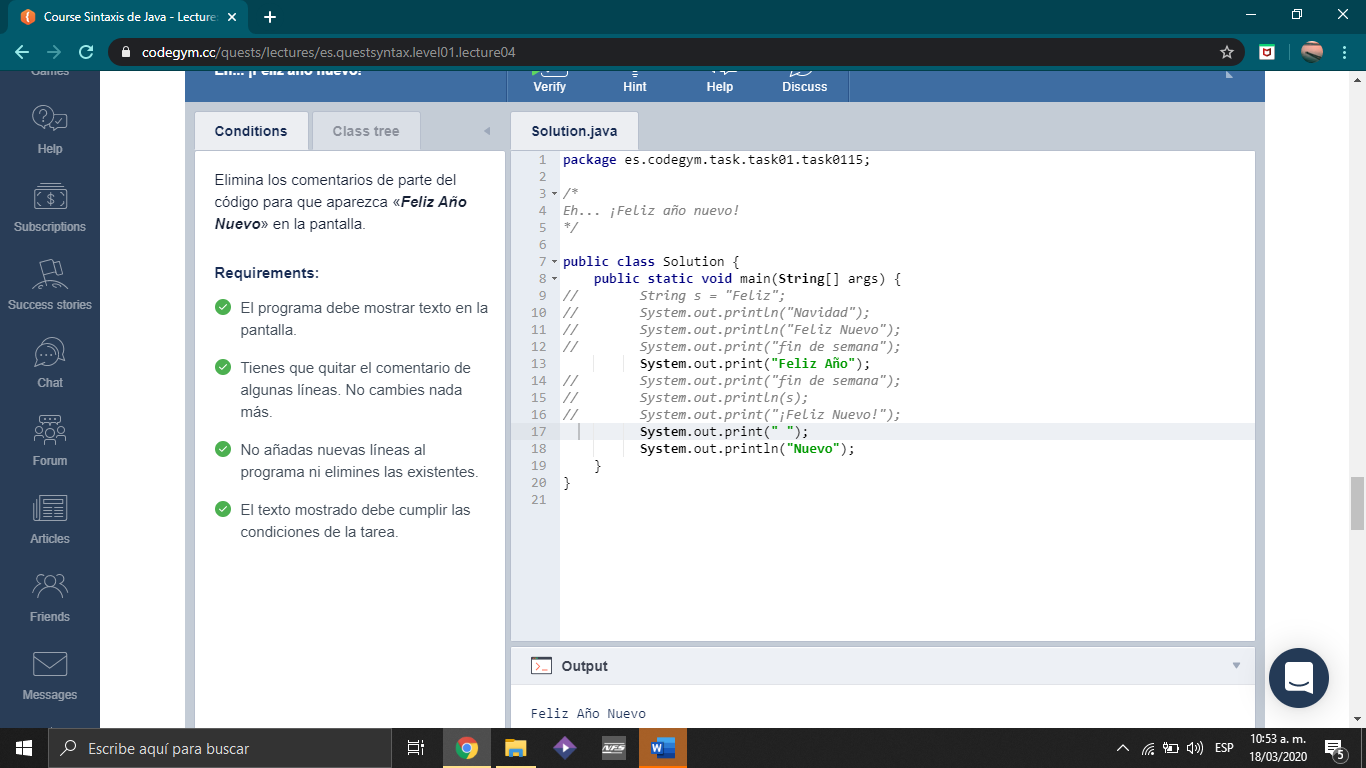 Course Sintaxis de Java - Lecture:
codegym.cc/quests/lectures/es.questsyntax.level01.lecture04
Games
Help
Subscriptions
Success stories
Chat
Forum
Articles
Friends
Messages
Eh... ¡Feliz año nuevo!
Verify
Hint
Help
Discuss
Conditions
Class tree
Elimina los comentarios de parte del
código para que aparezca «Feliz Año
Nuevo» en la pantalla.
Requirements:
El programa debe mostrar texto en la
pantalla.
Tienes que quitar el comentario de
algunas líneas. No cambies nada
más.
No añadas nuevas líneas al
programa ni elimines las existentes.
El texto mostrado debe cumplir las
condiciones de la tarea.
Solution.java
1 package es.codegym.task.task01.task0115;
2
3 /*
4 Eh... ¡Feliz año nuevo!
5 */
6
7 public class Solution {
8 public static void main(String[] args) {
9 // String s = "Feliz";
10 // System.out.println("Navidad");
11 // System.out.println("Feliz Nuevo");
12 // System.out.print("fin de semana");
13 System.out.print("Feliz Año");
14 // System.out.print("fin de semana");
15 // System.out.println(s);
16 // System.out.print("¡Feliz Nuevo!");
17 System.out.print(" ");
18 System.out.println("Nuevo");
19 }
20 }
21
Output
Feliz Año Nuevo
Escribe aquí para buscar
NFS
W
ESP
10:53 a. m.
18/03/2020
5